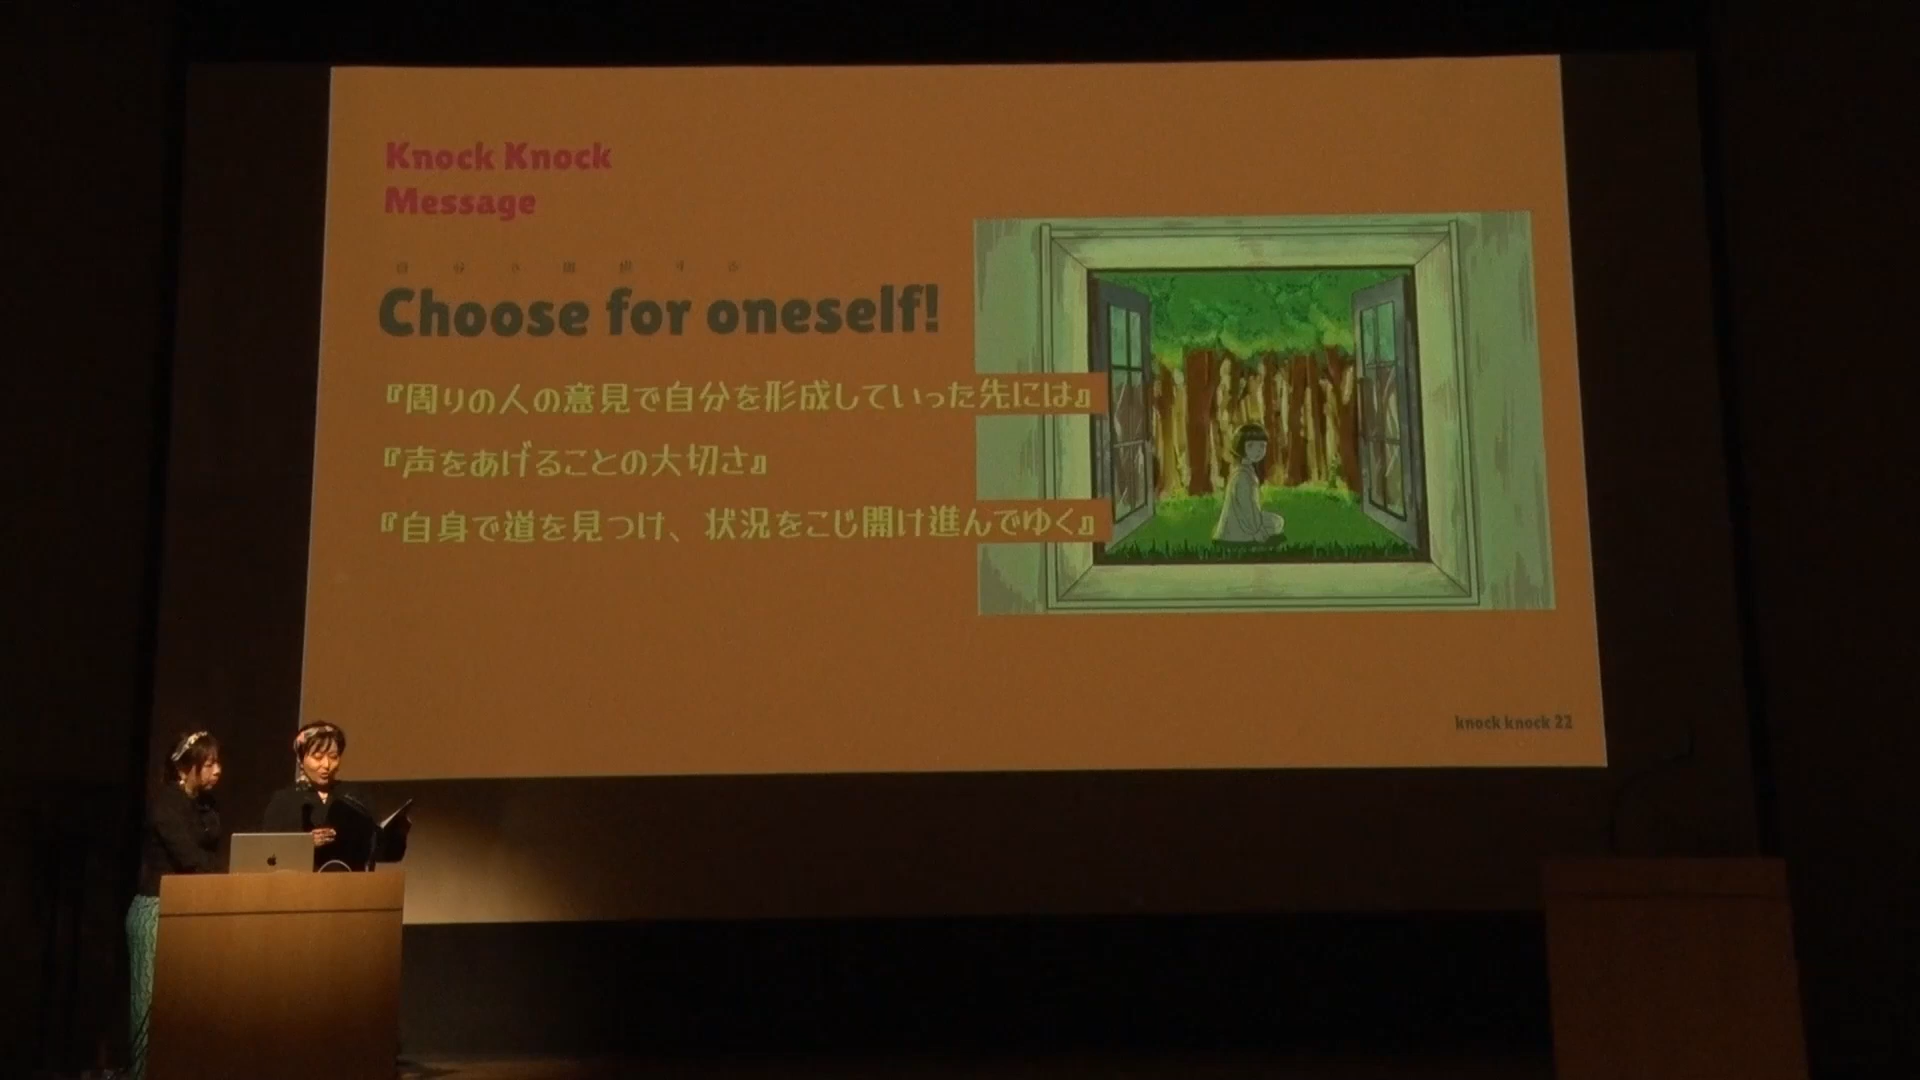 Knock Knock
Message
Choose for oneself!
『周りの人の意見で自分を形成していった先には』
『声をあげることの大切さ』
『自身で道を見つけ、状況をこじ開け進んでゆく』
knock knock 22